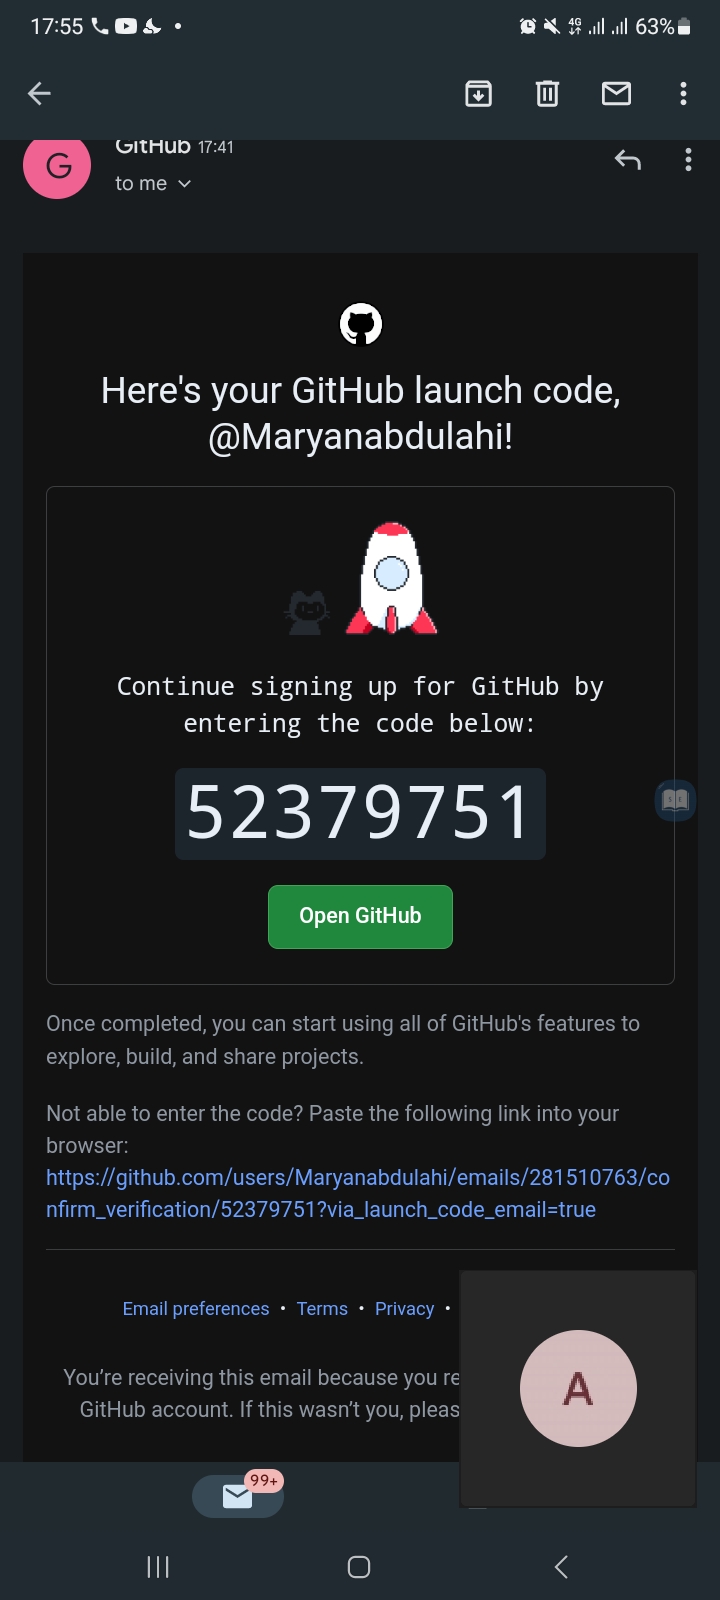 17:55
4G
63%
G
GitHub 17:41
to me
Here's your GitHub launch code,
@Maryanabdulahi!
Continue signing up for GitHub by
entering the code below:
52379751
Open GitHub
Once completed, you can start using all of GitHub's features to
explore, build, and share projects.
Not able to enter the code? Paste the following link into your
browser:
https://github.com/users/Maryanabdulahi/emails/281510763/co
nfirm_verification/52379751?via_launch_code_email=true
Email preferences • Terms • Privacy •
You’re receiving this email because you re
GitHub account. If this wasn’t you, pleas
A
99+